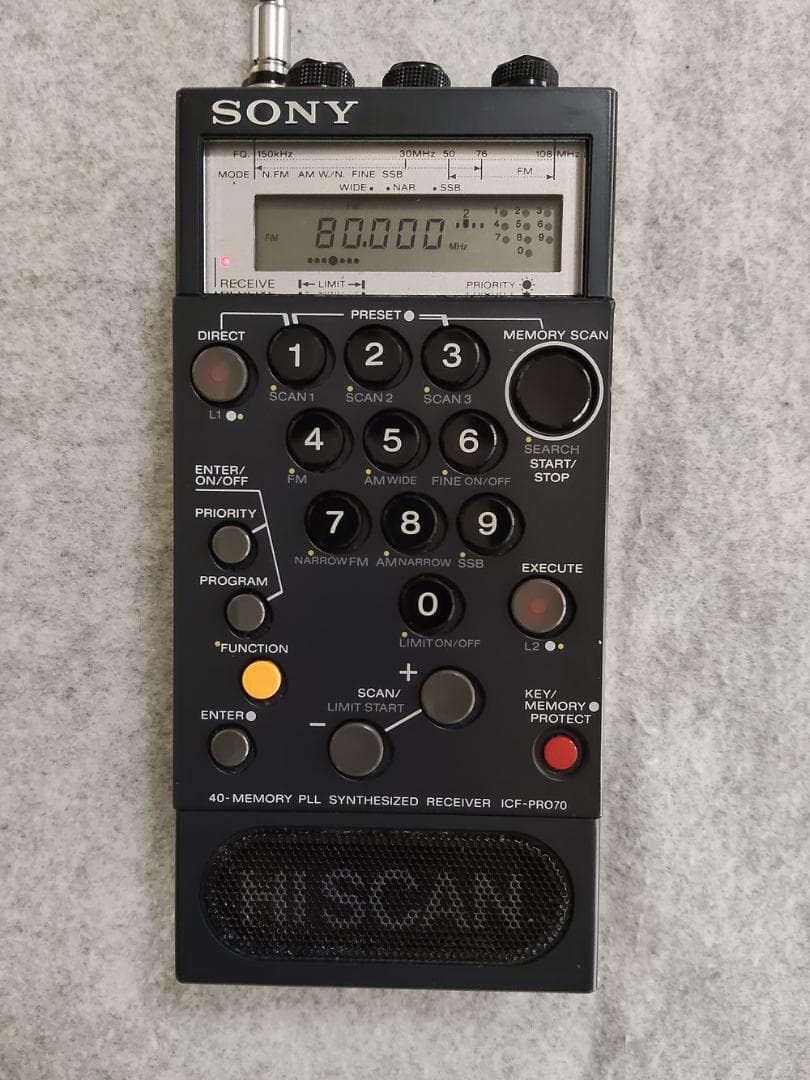 SONY
FQ. 150kHz 30MHz 50 76 108 MHz
MODE N.FM AM W./N. FINE SSB FM
WIDE NAR SSB
FM 80.000 MHz 2
1 2 3
4 5 6
7 8 9
0
RECEIVE LIMIT PRIORITY
PRESET
DIRECT 1 2 3 MEMORY SCAN
L1 SCAN 1 SCAN 2 SCAN 3
4 5 6
SEARCH
START/
STOP
FM AM WIDE FINE ON/OFF
ENTER/
ON/OFF
PRIORITY 7 8 9
NARROW FM AM NARROW SSB
EXECUTE
PROGRAM 0
LIMIT ON/OFF L2
FUNCTION
+
SCAN/
LIMIT START
−
KEY/
MEMORY
PROTECT
ENTER
40-MEMORY PLL SYNTHESIZED RECEIVER ICF-PRO70
HI SCAN